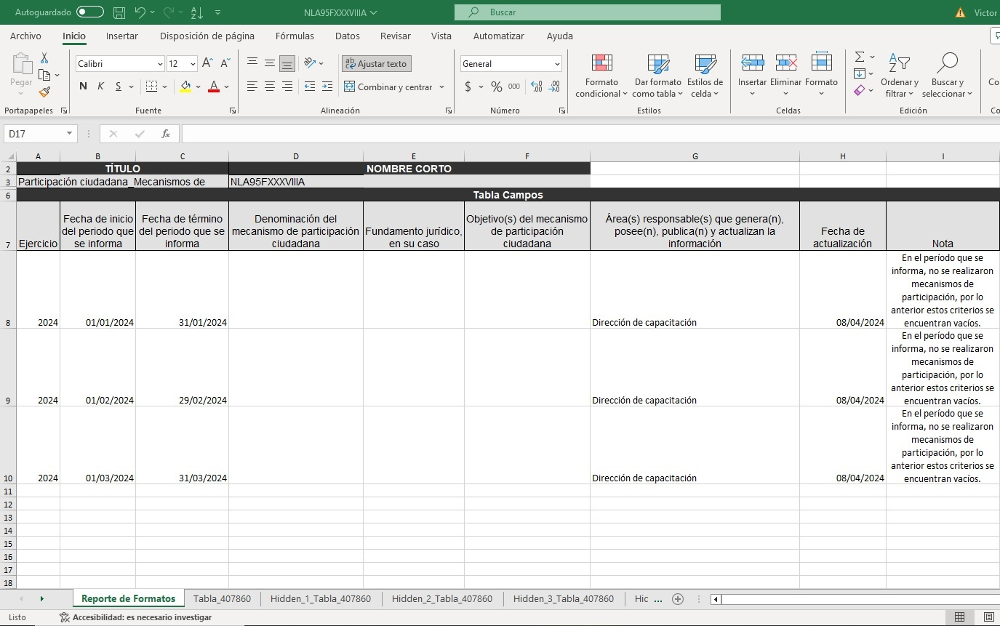 Autoguardado NLA95FXXXVIIIA Buscar Victor
Archivo Inicio Insertar Disposición de página Fórmulas Datos Revisar Vista Automatizar Ayuda
Pegar
Calibri 12
N K S A
Ajustar texto
Combinar y centrar
General
$ % 000
Formato condicional
Dar formato como tabla
Estilos de celda
Insertar Eliminar Formato
Ordenar y filtrar
Buscar y seleccionar
Co
Portapapeles Fuente Alineación Número Estilos Celdas Edición Co
D17 fx
A B C D E F G H I
2 TÍTULO NOMBRE CORTO
3 Participación ciudadana_Mecanismos de NLA95FXXXVIIIA
6 Tabla Campos
7 Ejercicio
Fecha de inicio
del periodo que
se informa
Fecha de término
del periodo que se
informa
Denominación del
mecanismo de participación
ciudadana
Fundamento jurídico,
en su caso
Objetivo(s) del mecanismo
de participación
ciudadana
Área(s) responsable(s) que genera(n),
posee(n), publica(n) y actualizan la
información
Fecha de
actualización
Nota
8 2024 01/01/2024 31/01/2024 Dirección de capacitación 08/04/2024
En el período que se
informa, no se realizaron
mecanismos de
participación, por lo
anterior estos criterios se
encuentran vacíos.
9 2024 01/02/2024 29/02/2024 Dirección de capacitación 08/04/2024
En el período que se
informa, no se realizaron
mecanismos de
participación, por lo
anterior estos criterios se
encuentran vacíos.
10 2024 01/03/2024 31/03/2024 Dirección de capacitación 08/04/2024
En el período que se
informa, no se realizaron
mecanismos de
participación, por lo
anterior estos criterios se
encuentran vacíos.
11
12
13
14
15
16
17
18
Reporte de Formatos Tabla_407860 Hidden_1_Tabla_407860 Hidden_2_Tabla_407860 Hidden_3_Tabla_407860 Hic ...
Listo Accesibilidad: es necesario investigar